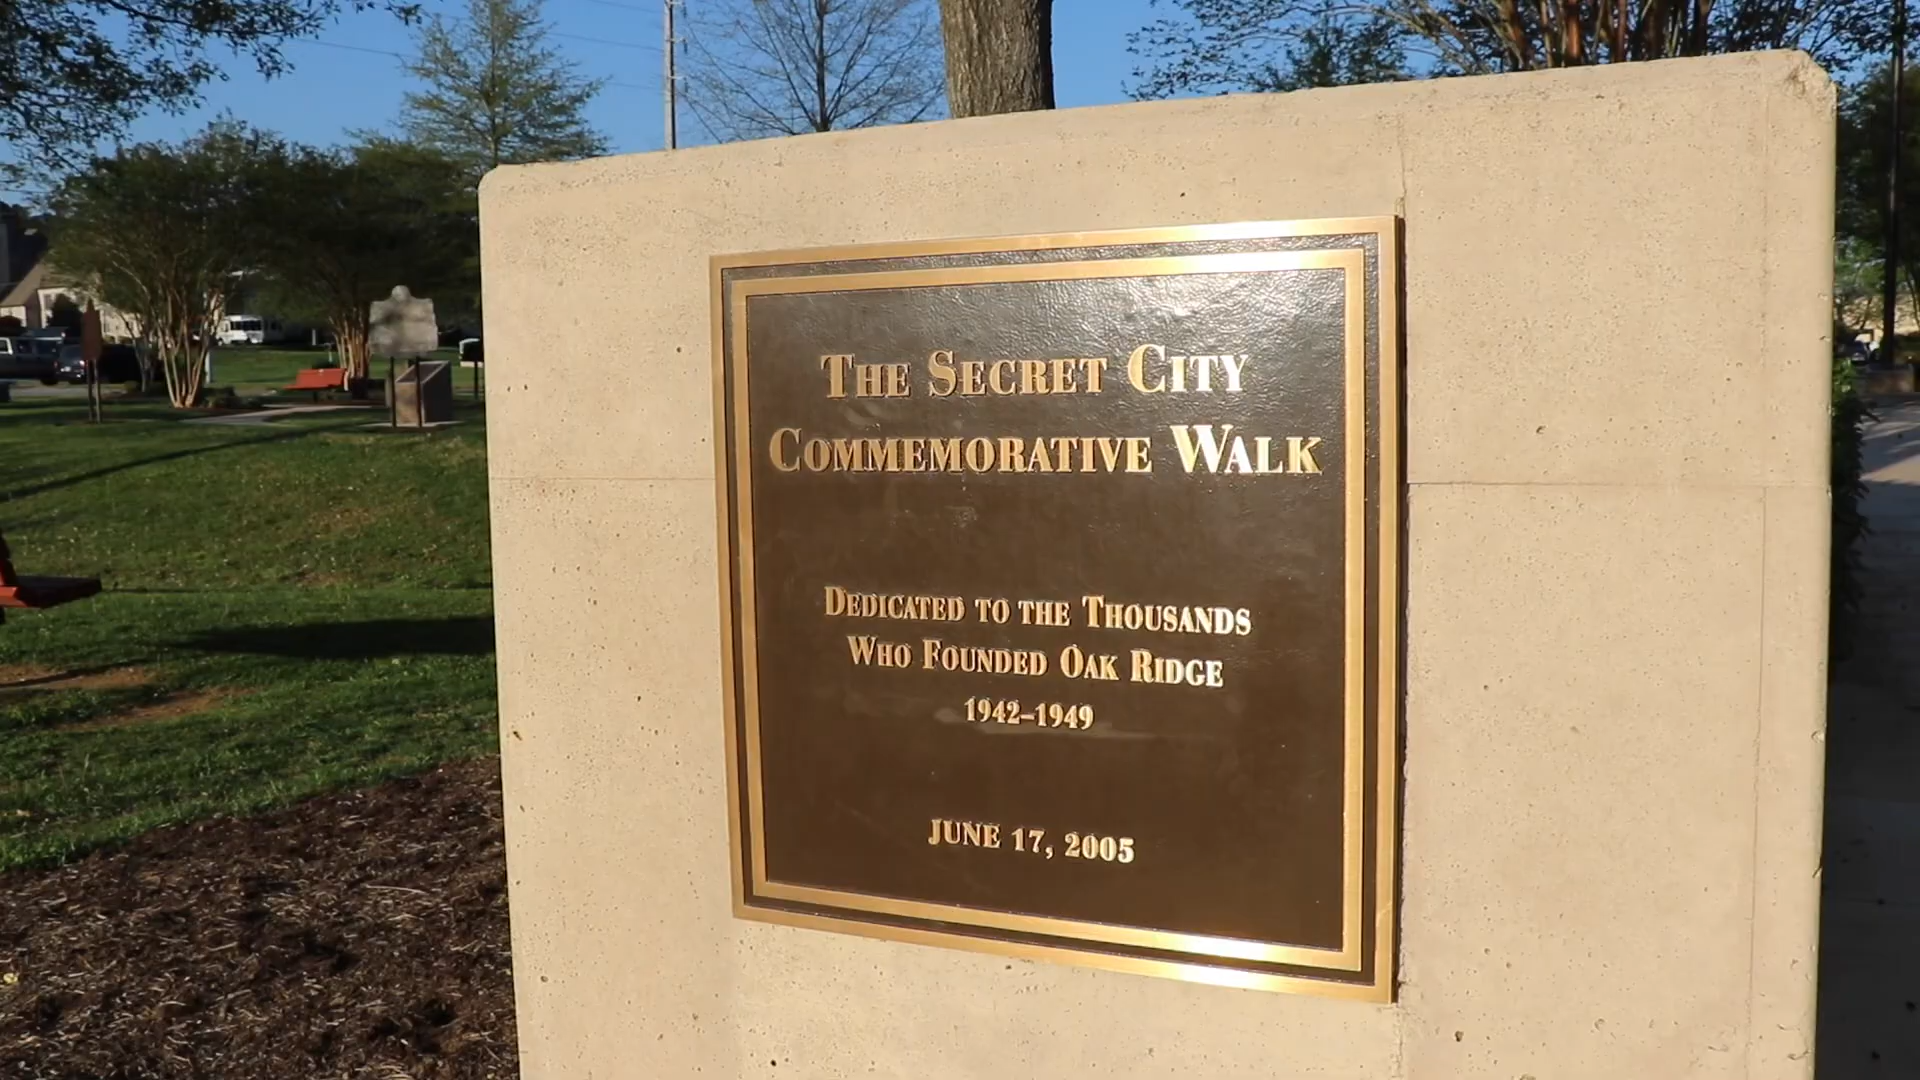 The Secret City
Commemorative Walk
Dedicated to the Thousands
Who Founded Oak Ridge
1942–1949
June 17, 2005